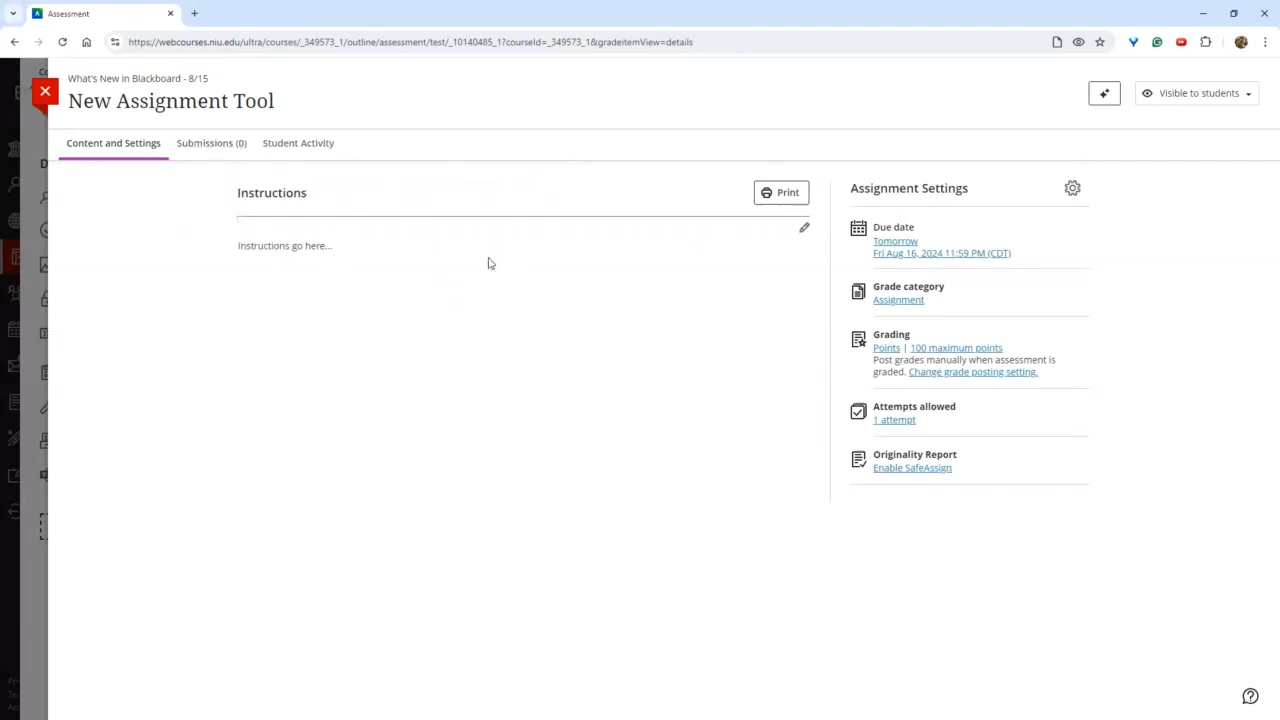 Assessment
https://webcourses.niu.edu/ultra/courses/_349573_1/outline/assessment/test/_10140485_1?courseId=_349573_1&gradeitemView=details
What's New in Blackboard - 8/15
New Assignment Tool
Visible to students
Content and Settings
Submissions (0)
Student Activity
Instructions
Print
Instructions go here...
Assignment Settings
Due date
Tomorrow
Fri Aug 16, 2024 11:59 PM (CDT)
Grade category
Assignment
Grading
Points | 100 maximum points
Post grades manually when assessment is
graded. Change grade posting setting.
Attempts allowed
1 attempt
Originality Report
Enable SafeAssign